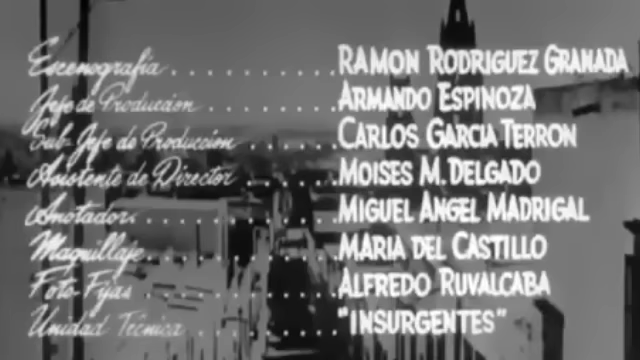 Escenografía . . . . . . . . . . RAMON RODRIGUEZ GRANADA
Jefe de Producción . . . . . . . . ARMANDO ESPINOZA
Sub-Jefe de Producción . . . . . . CARLOS GARCIA TERRON
Asistente de Director . . . . . . MOISES M. DELGADO
Anotador . . . . . . . . . . . . MIGUEL ANGEL MADRIGAL
Maquillaje . . . . . . . . . . . MARIA DEL CASTILLO
Foto Fijas . . . . . . . . . . . ALFREDO RUVALCABA
Unidad Técnica . . . . . . . . "INSURGENTES"